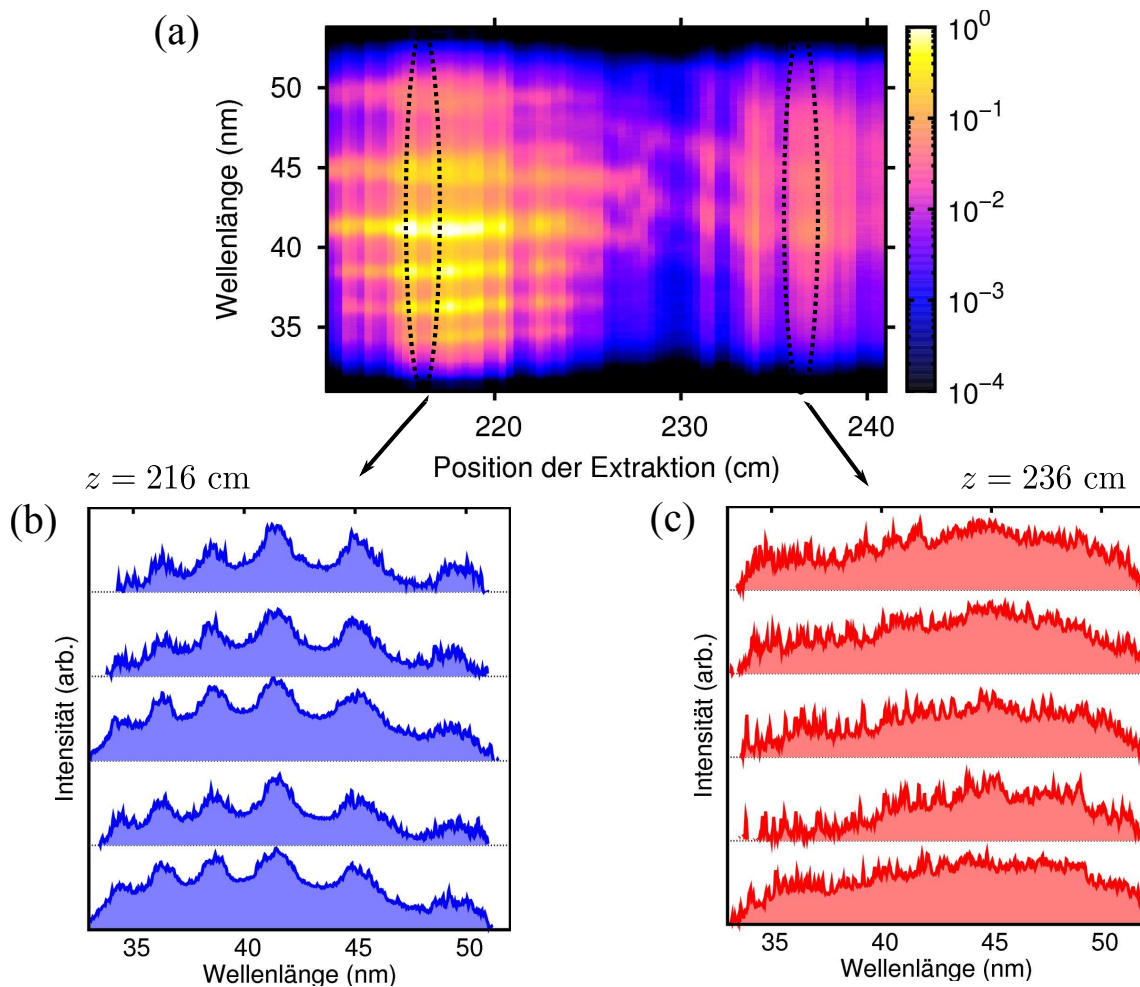 (a)
Wellenlänge (nm)
50
45
40
35
220
230
240
Position der Extraktion (cm)
10^0
10^-1
10^-2
10^-3
10^-4
z = 216 cm
z = 236 cm
(b)
Intensität (arb.)
35
40
45
50
Wellenlänge (nm)
(c)
Intensität (arb.)
35
40
45
50
Wellenlänge (nm)